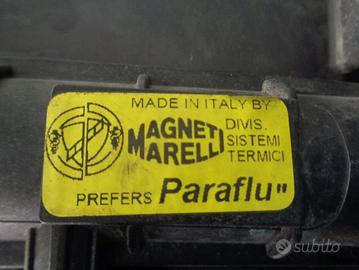 MADE IN ITALY BY
MAGNETI MARELLI
DIVIS. SISTEMI TERMICI
PREFERS Paraflu"
subito